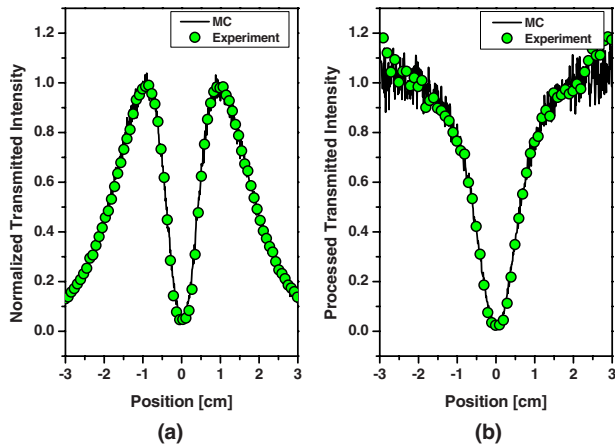 MC
Experiment
1.2
1.0
0.8
0.6
0.4
0.2
0.0
Normalized Transmitted Intensity
-3 -2 -1 0 1 2 3
Position [cm]
(a)
MC
Experiment
1.2
1.0
0.8
0.6
0.4
0.2
0.0
Processed Transmitted Intensity
-3 -2 -1 0 1 2 3
Position [cm]
(b)